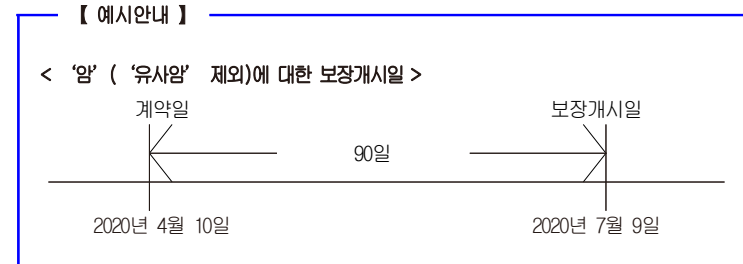 【 예시안내 】
< ‘암’ ( ‘유사암’ 제외)에 대한 보장개시일 >
계약일 보장개시일
90일
2020년 4월 10일 2020년 7월 9일